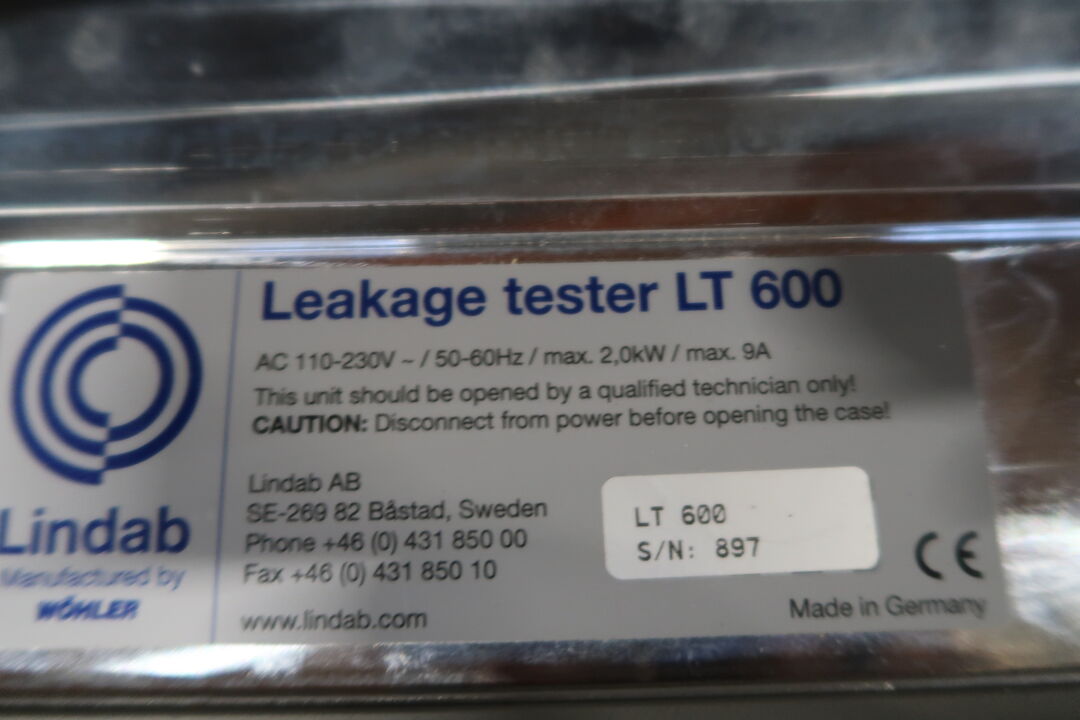 Leakage tester LT 600
AC 110-230V ~ / 50-60Hz / max. 2,0kW / max. 9A
This unit should be opened by a qualified technician only!
CAUTION: Disconnect from power before opening the case!
Lindab
Manufactured by
WÖHLER
Lindab AB
SE-269 82 Båstad, Sweden
Phone +46 (0) 431 850 00
Fax +46 (0) 431 850 10
www.lindab.com
LT 600
S/N: 897
CE
Made in Germany